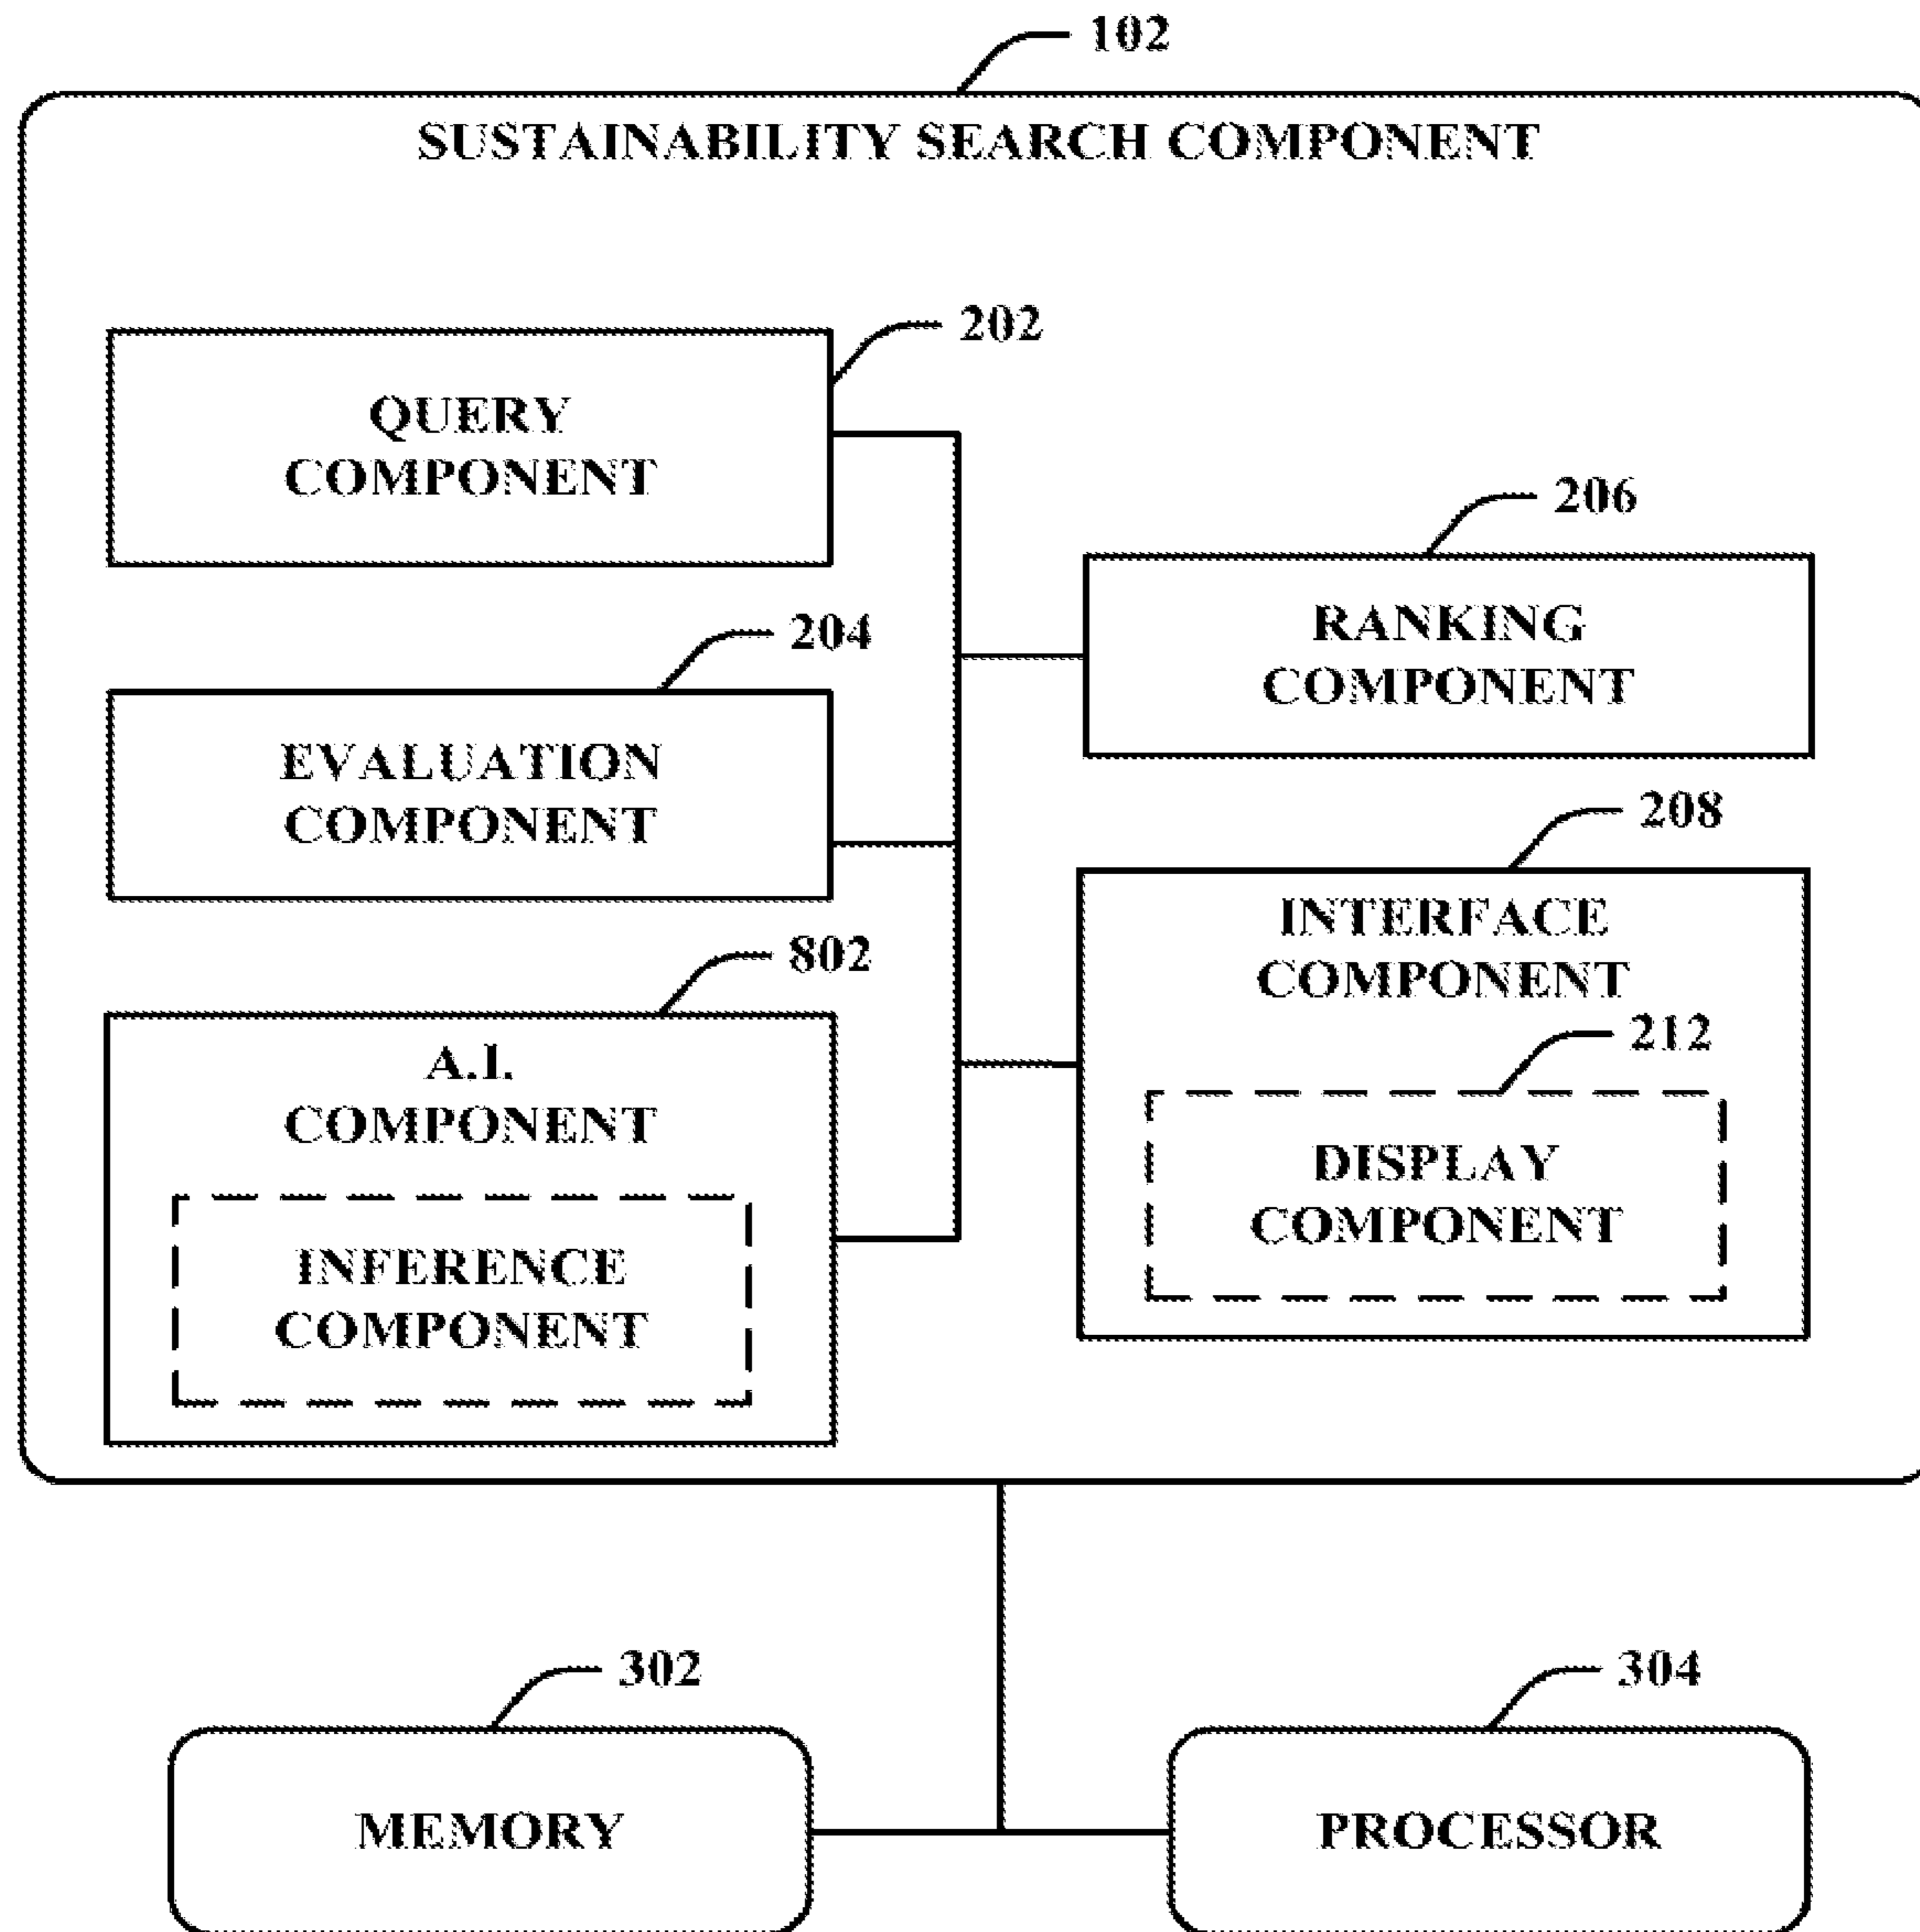 102
SUSTAINABILITY SEARCH COMPONENT
202
QUERY
COMPONENT
206
RANKING
COMPONENT
204
EVALUATION
COMPONENT
208
INTERFACE
COMPONENT
212
DISPLAY
COMPONENT
802
A.I.
COMPONENT
INFERENCE
COMPONENT
302
MEMORY
304
PROCESSOR